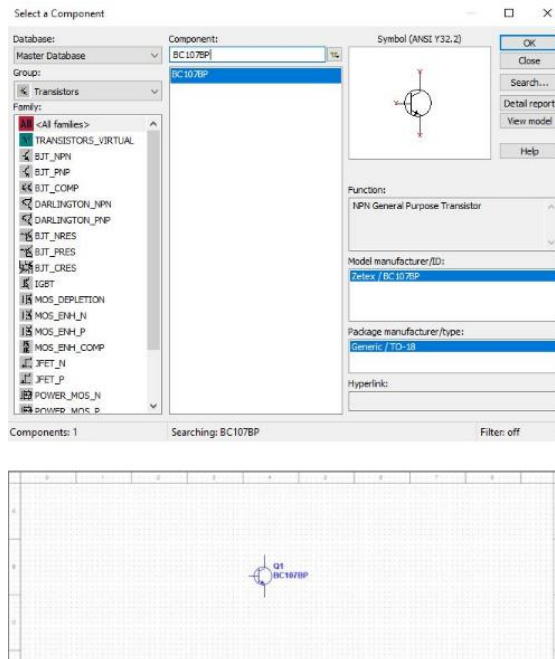 Select a Component
Database:
Master Database
Group:
Transistors
Family:
AB <All families>
TRANSISTORS_VIRTUAL
BJT_NPN
BJT_PNP
BJT_COMP
DARLINGTON_NPN
DARLINGTON_PNP
BJT_NRES
BJT_PRES
BJT_CRES
IGBT
MOS_DEPLETION
MOS_ENH_N
MOS_ENH_P
MOS_ENH_COMP
JFET_N
JFET_P
POWER_MOS_N
POWER_MOS_P
Component:
BC107BP
BC107BP
Symbol (ANSI Y32.2)
OK
Close
Search...
Detail report
View model
Help
Function:
NPN General Purpose Transistor
Model manufacturer/ID:
Zetex / BC107BP
Package manufacturer/type:
Generic / TO-18
Hyperlink:
Components: 1
Searching: BC107BP
Filter: off
Q1
BC107BP